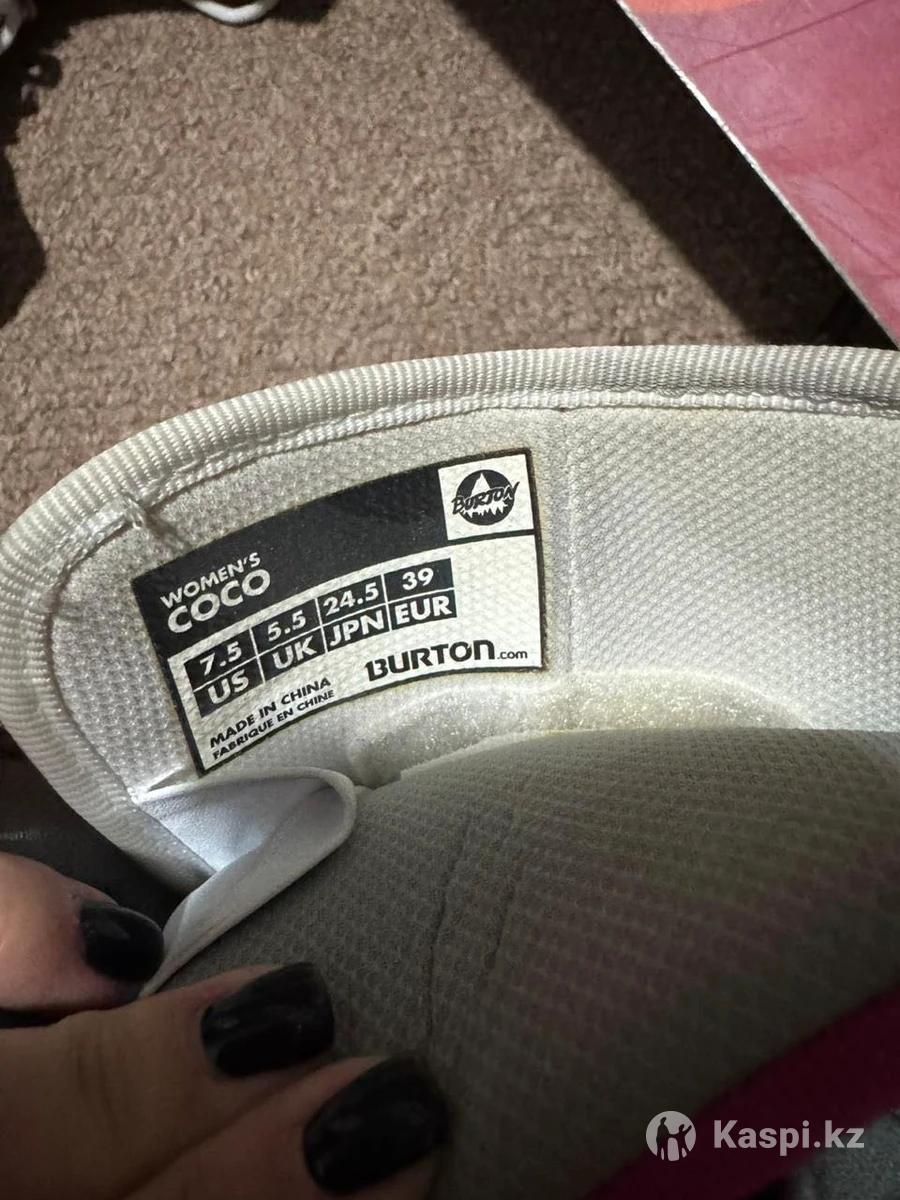 BURTON
WOMEN'S
COCO
7.5 5.5 24.5 39
US UK JPN EUR
MADE IN CHINA
FABRIQUE EN CHINE
BURTON.com
Kaspi.kz